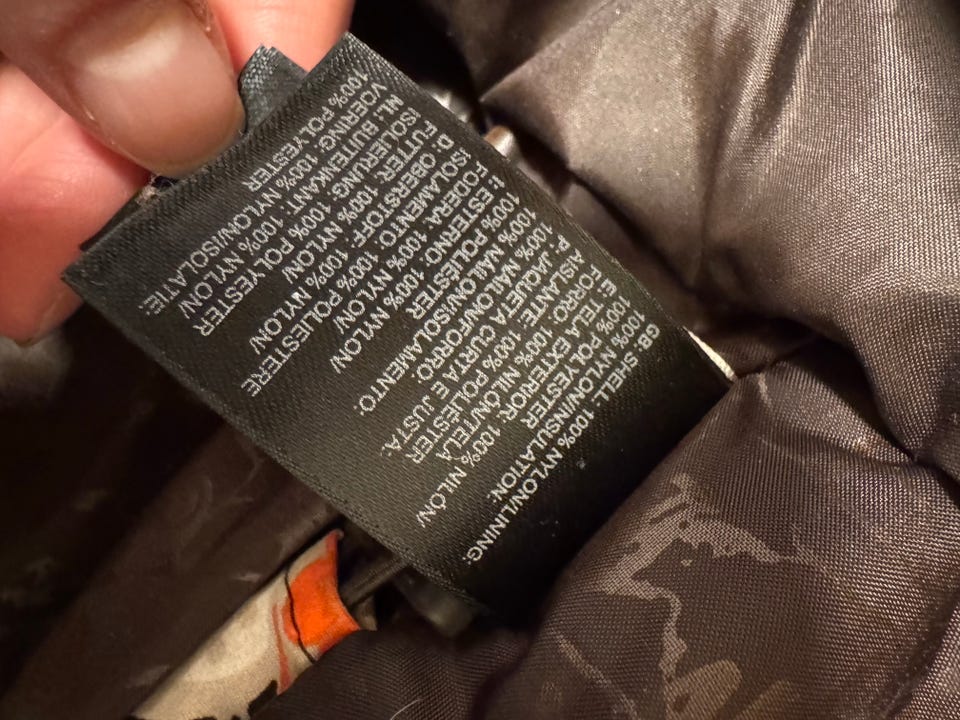 GB: SHELL: 100% NYLON/LINING:
100% NYLON/INSULATION:
100% POLYESTER
E: TELA EXTERIOR: 100% NILÓN/
FORRO: 100% NILÓN/TELA
AISLANTE: 100% POLIÉSTER
P: JAQUETA CURTA E JUSTA.
100% NAILON/FORRO.
100% NAILON/ISOLAMENTO.
100% POLIESTER
I: ESTERNO: 100% NYLON/
FODERA: 100% NYLON/
ISOLAMENTO: 100% POLIESTERE
D: OBERSTOFF: 100% NYLON/
FUTTER: 100% NYLON/
ISOLIERUNG: 100% POLYESTER
NL: BUITENKANT: 100% NYLON/
VOERING: 100% NYLON/ISOLATIE:
100% POLYESTER